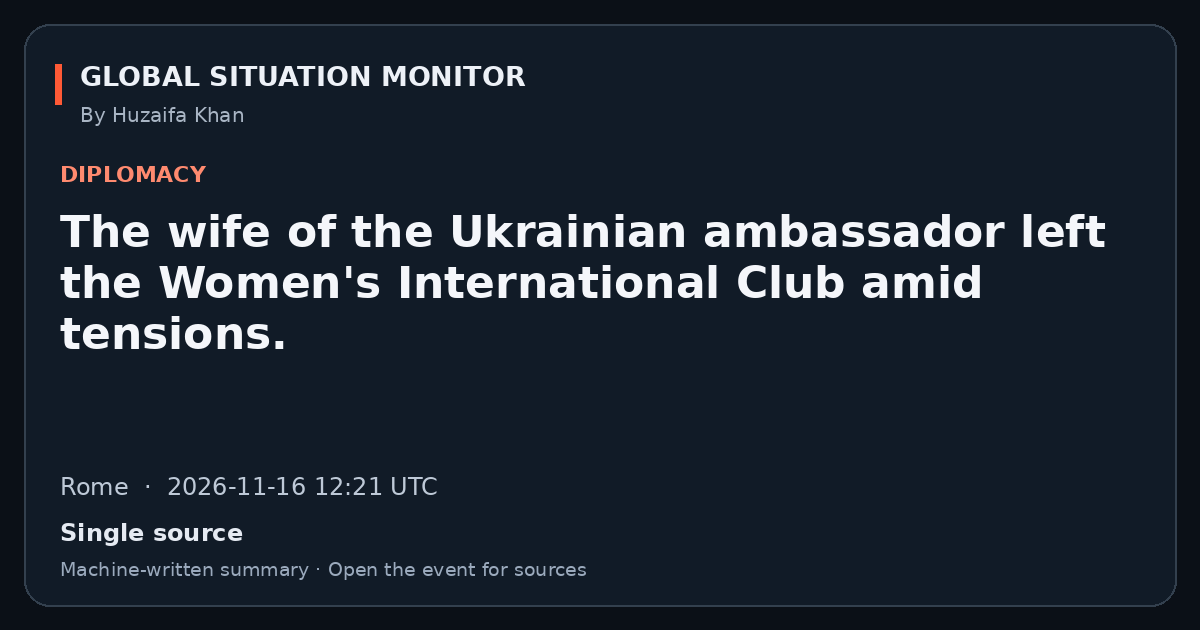 GLOBAL SITUATION MONITOR
By Huzaifa Khan
DIPLOMACY
The wife of the Ukrainian ambassador left
the Women's International Club amid
tensions.
Rome · 2026-11-16 12:21 UTC
Single source
Machine-written summary · Open the event for sources